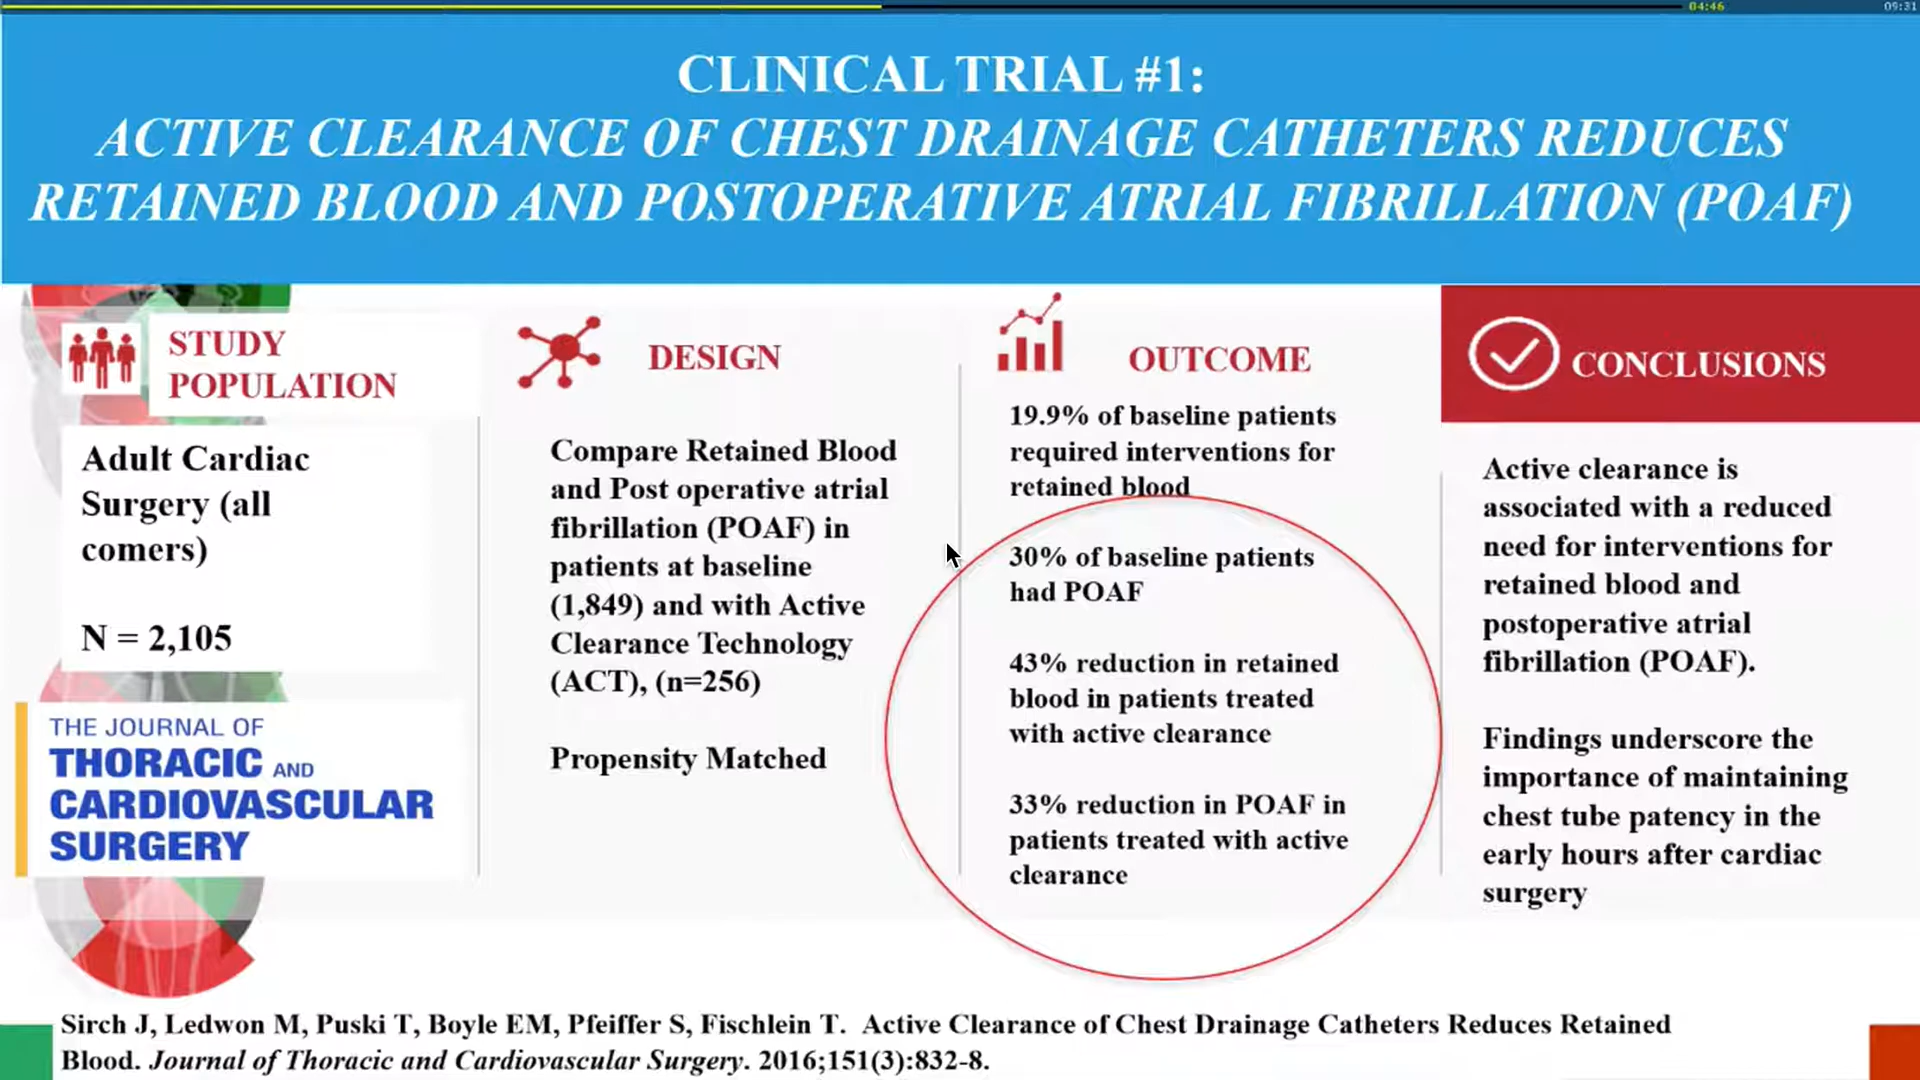 04:46
09:31
CLINICAL TRIAL #1:
ACTIVE CLEARANCE OF CHEST DRAINAGE CATHETERS REDUCES
RETAINED BLOOD AND POSTOPERATIVE ATRIAL FIBRILLATION (POAF)
STUDY
POPULATION
Adult Cardiac
Surgery (all
comers)
N = 2,105
THE JOURNAL OF
THORACIC AND
CARDIOVASCULAR
SURGERY
DESIGN
Compare Retained Blood
and Post operative atrial
fibrillation (POAF) in
patients at baseline
(1,849) and with Active
Clearance Technology
(ACT), (n=256)
Propensity Matched
OUTCOME
19.9% of baseline patients
required interventions for
retained blood
30% of baseline patients
had POAF
43% reduction in retained
blood in patients treated
with active clearance
33% reduction in POAF in
patients treated with active
clearance
CONCLUSIONS
Active clearance is
associated with a reduced
need for interventions for
retained blood and
postoperative atrial
fibrillation (POAF).
Findings underscore the
importance of maintaining
chest tube patency in the
early hours after cardiac
surgery
Sirch J, Ledwon M, Puski T, Boyle EM, Pfeiffer S, Fischlein T. Active Clearance of Chest Drainage Catheters Reduces Retained
Blood. Journal of Thoracic and Cardiovascular Surgery. 2016;151(3):832-8.